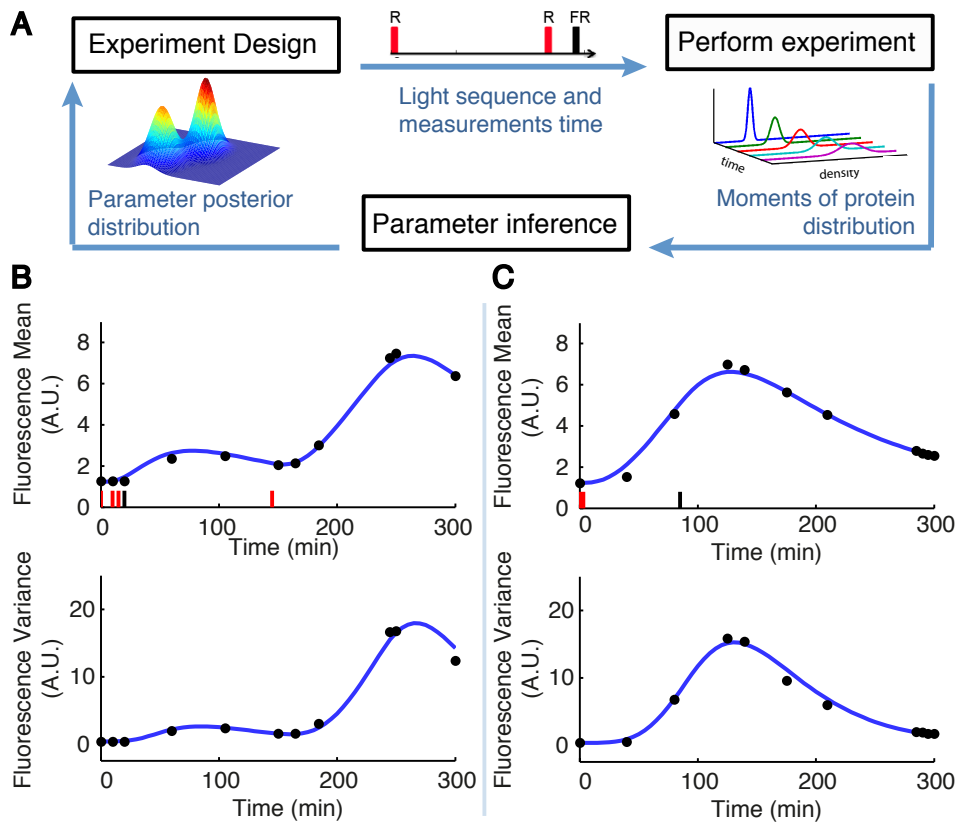 A
Experiment Design
R R FR
Perform experiment
Light sequence and
measurements time
time
density
Parameter posterior
distribution
Parameter inference
Moments of protein
distribution
B
Fluorescence Mean
(A.U.)
8
6
4
2
0
0 100 200 300
Time (min)
Fluorescence Variance
(A.U.)
20
10
0
0 100 200 300
Time (min)
C
Fluorescence Mean
(A.U.)
8
6
4
2
0
0 100 200 300
Time (min)
Fluorescence Variance
(A.U.)
20
10
0
0 100 200 300
Time (min)